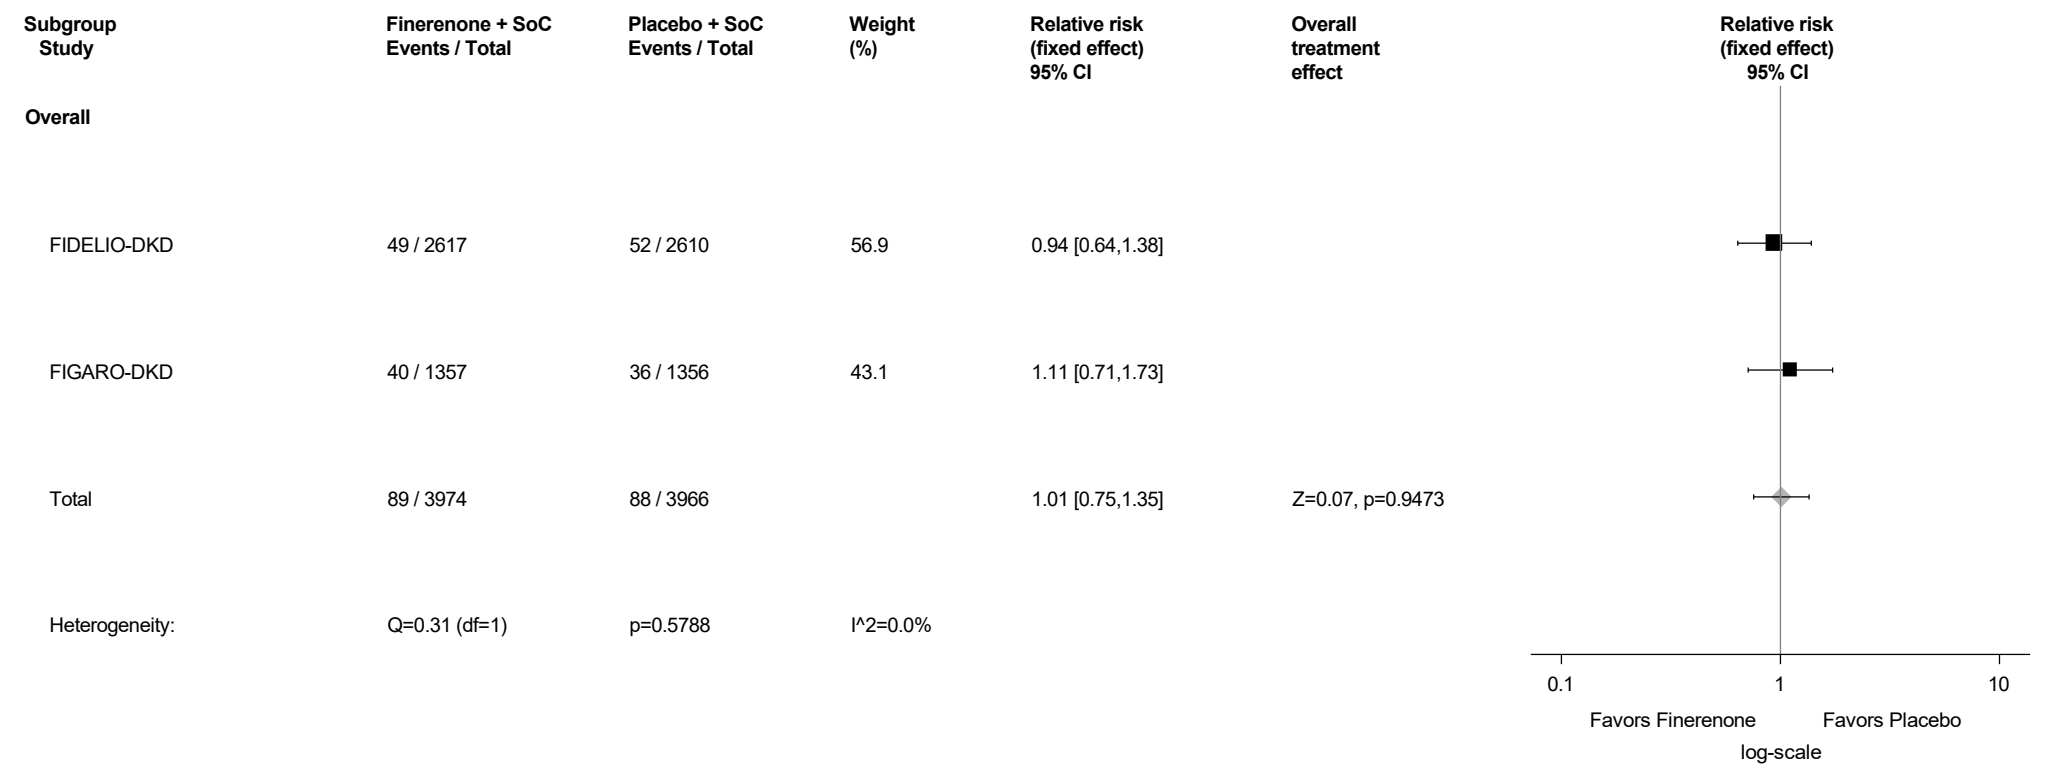 Subgroup Finerenone + SoC Placebo + SoC Weight Relative risk Overall Relative risk
Study Events / Total Events / Total (%) (fixed effect) treatment (fixed effect)
95% CI effect 95% CI
Overall
FIDELIO-DKD 49 / 2617 52 / 2610 56.9 0.94 [0.64,1.38]
FIGARO-DKD 40 / 1357 36 / 1356 43.1 1.11 [0.71,1.73]
Total 89 / 3974 88 / 3966 1.01 [0.75,1.35] Z=0.07, p=0.9473
Heterogeneity: Q=0.31 (df=1) p=0.5788 I^2=0.0%
0.1 1 10
Favors Finerenone Favors Placebo
log-scale